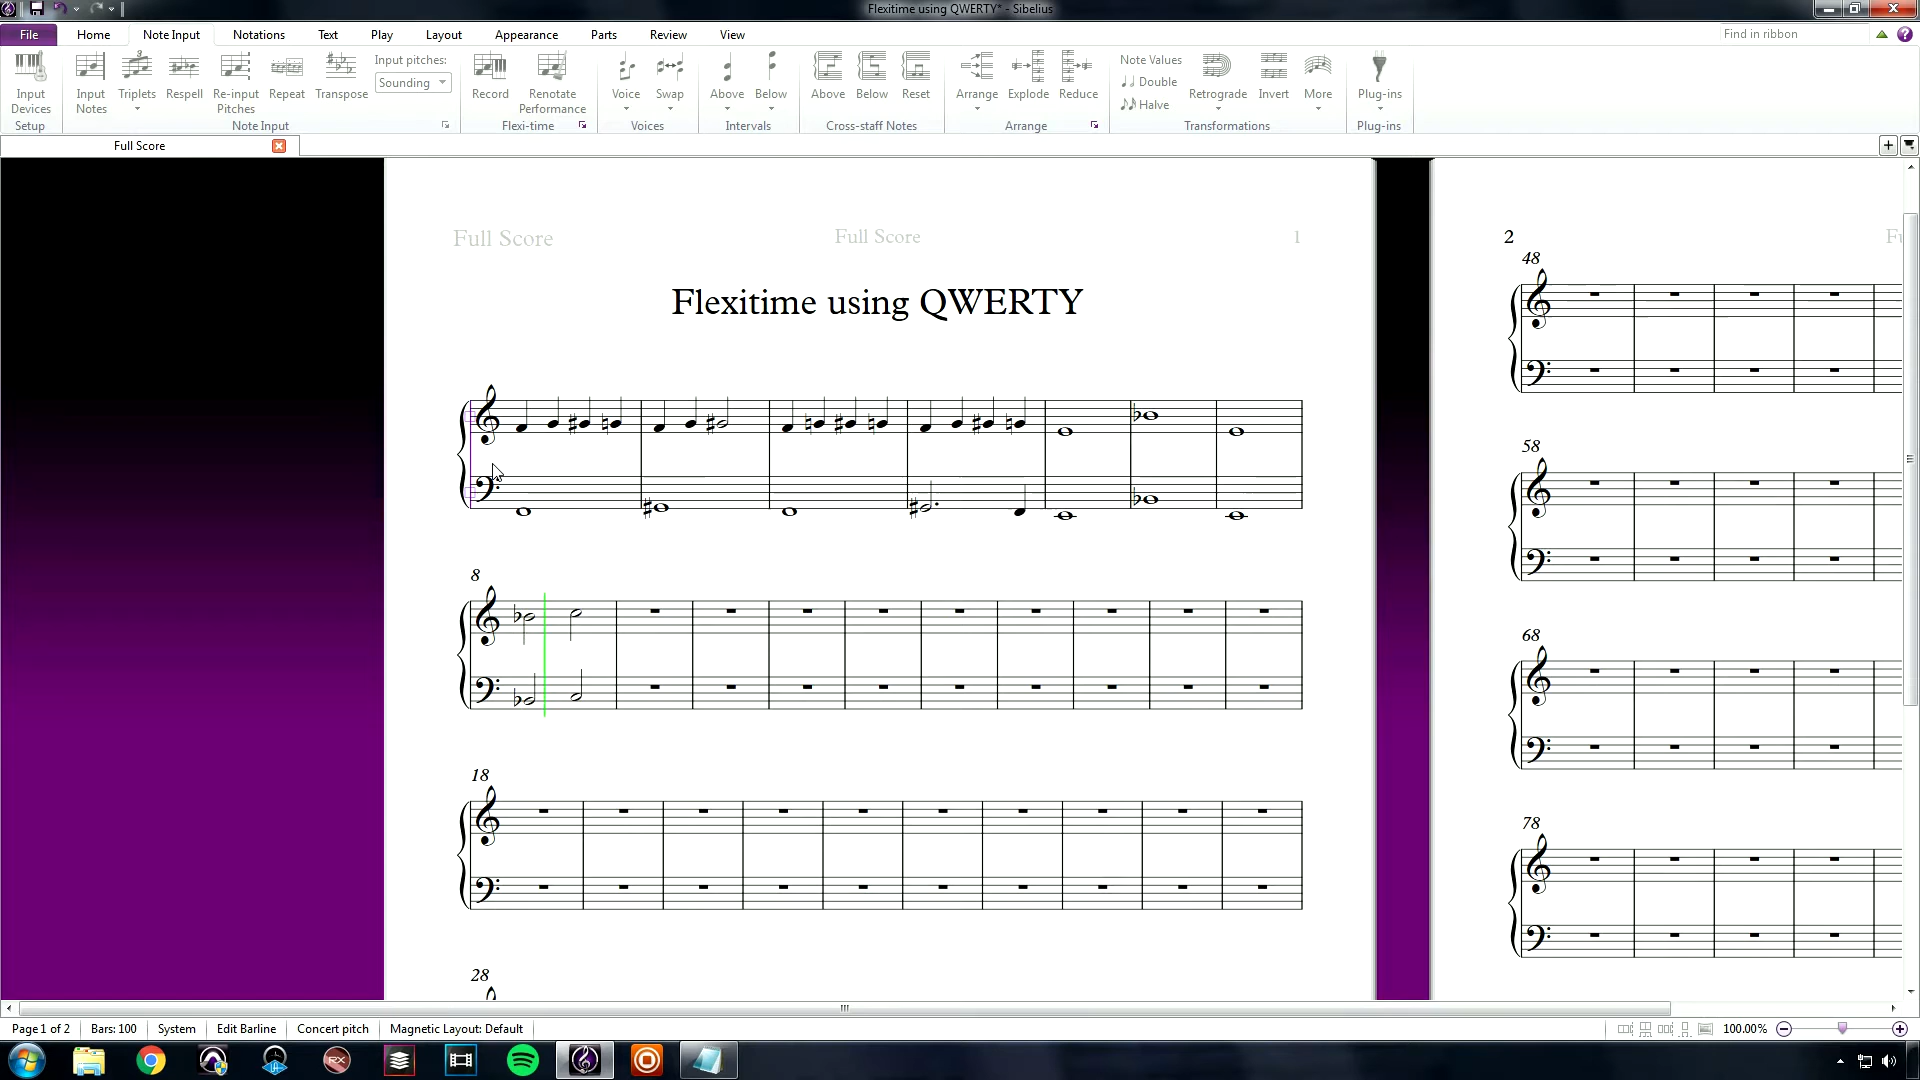 Flexitime using QWERTY* - Sibelius
File Home Note Input Notations Text Play Layout Appearance Parts Review View Find in ribbon
Input Devices
Setup
Input Notes
Triplets
Respell
Re-input Pitches
Repeat
Transpose
Input pitches:
Sounding
Note Input
Record
Renotate Performance
Flexi-time
Voice
Swap
Voices
Above
Below
Intervals
Above
Below
Reset
Cross-staff Notes
Arrange
Explode
Reduce
Arrange
Note Values
Double
Halve
Retrograde
Invert
More
Transformations
Plug-ins
Plug-ins
Full Score
Full Score
Full Score
1
Flexitime using QWERTY
8
18
28
2
48
58
68
78
Page 1 of 2 Bars: 100 System Edit Barline Concert pitch Magnetic Layout: Default 100.00%
RX